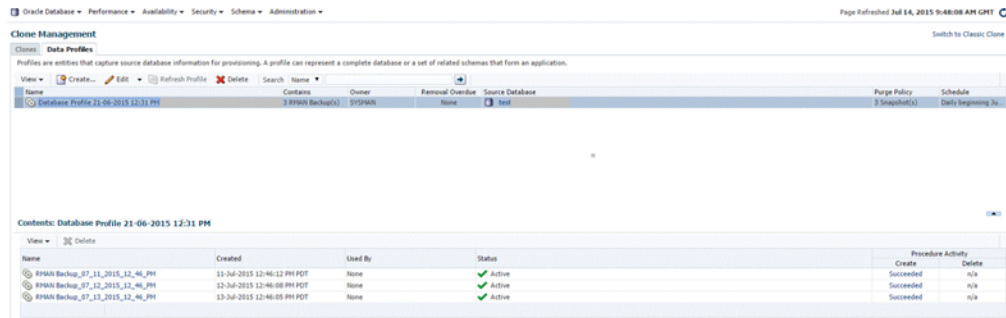 Oracle Database Performance Availability Security Schema Administration Page Refreshed Jul 14, 2015 9:48:08 AM GMT
Clone Management Switch to Classic Clone
Clones Data Profiles
Profiles are entities that capture source database information for provisioning. A profile can represent a complete database or a set of related schemas that form an application.
View Create... Edit Refresh Profile Delete Search Name
Name Contains Owner Removal Overdue Source Database Purge Policy Schedule
Database Profile 21-06-2015 12:31 PM 3 RMAN Backup(s) SYSMAN None test 3 Snapshot(s) Daily beginning Ju...
Contents: Database Profile 21-06-2015 12:31 PM
View Delete
Name Created Used By Status Procedure Activity
Create Delete
RMAN Backup_07_11_2015_12_46_PM 11-Jul-2015 12:46:12 PM PDT None Active Succeeded n/a
RMAN Backup_07_12_2015_12_46_PM 12-Jul-2015 12:46:08 PM PDT None Active Succeeded n/a
RMAN Backup_07_13_2015_12_46_PM 13-Jul-2015 12:46:05 PM PDT None Active Succeeded n/a